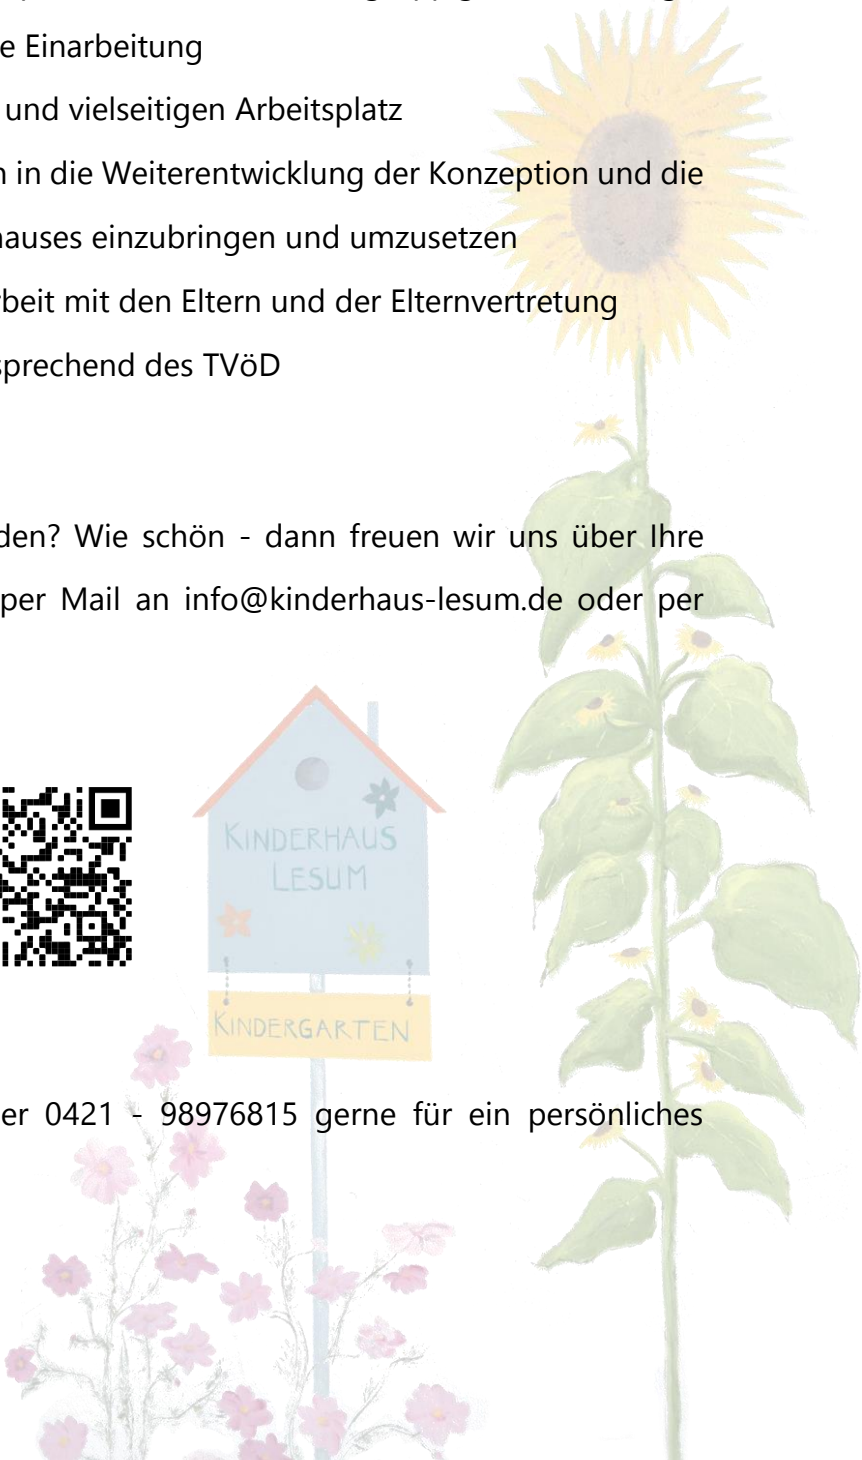 e Einarbeitung
und vielseitigen Arbeitsplatz
in die Weiterentwicklung der Konzeption und die
hauses einzubringen und umzusetzen
rbeit mit den Eltern und der Elternvertretung
sprechend des TVöD
den? Wie schön - dann freuen wir uns über Ihre
per Mail an info@kinderhaus-lesum.de oder per
KINDERHAUS
LESUM
KINDERGARTEN
er 0421 - 98976815 gerne für ein persönliches